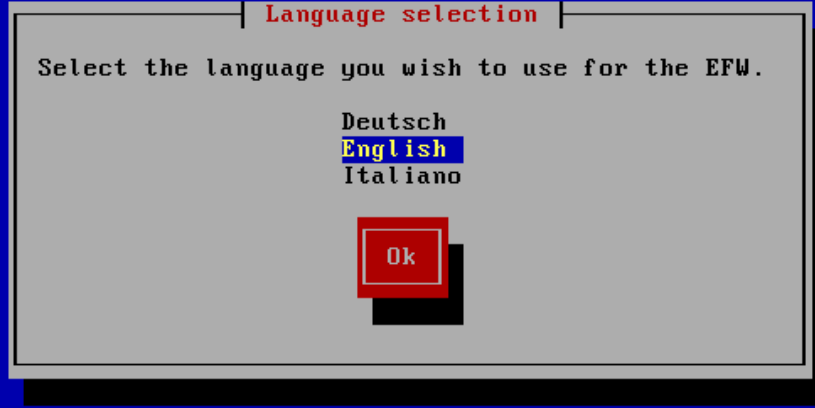 Language selection
Select the language you wish to use for the EFW.
Deutsch
English
Italiano
Ok